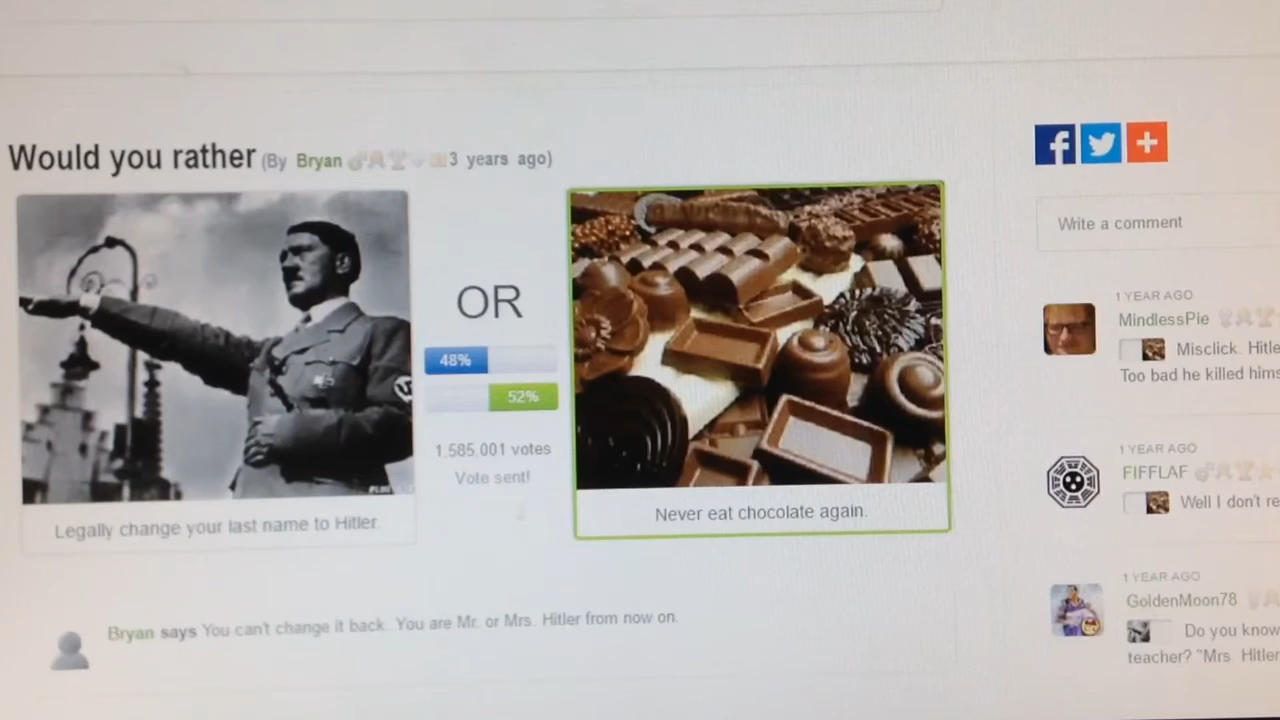 Would you rather (By Bryan 3 years ago)
OR
48%
52%
1,585,001 votes
Vote sent!
Legally change your last name to Hitler.
Never eat chocolate again.
Bryan says You can't change it back. You are Mr. or Mrs. Hitler from now on.
f
+
Write a comment
1 YEAR AGO
MindlessPie
Misclick. Hitle
Too bad he killed hims
1 YEAR AGO
FIFFLAF
Well I don't re
1 YEAR AGO
GoldenMoon78
Do you know
teacher? "Mrs. Hitler